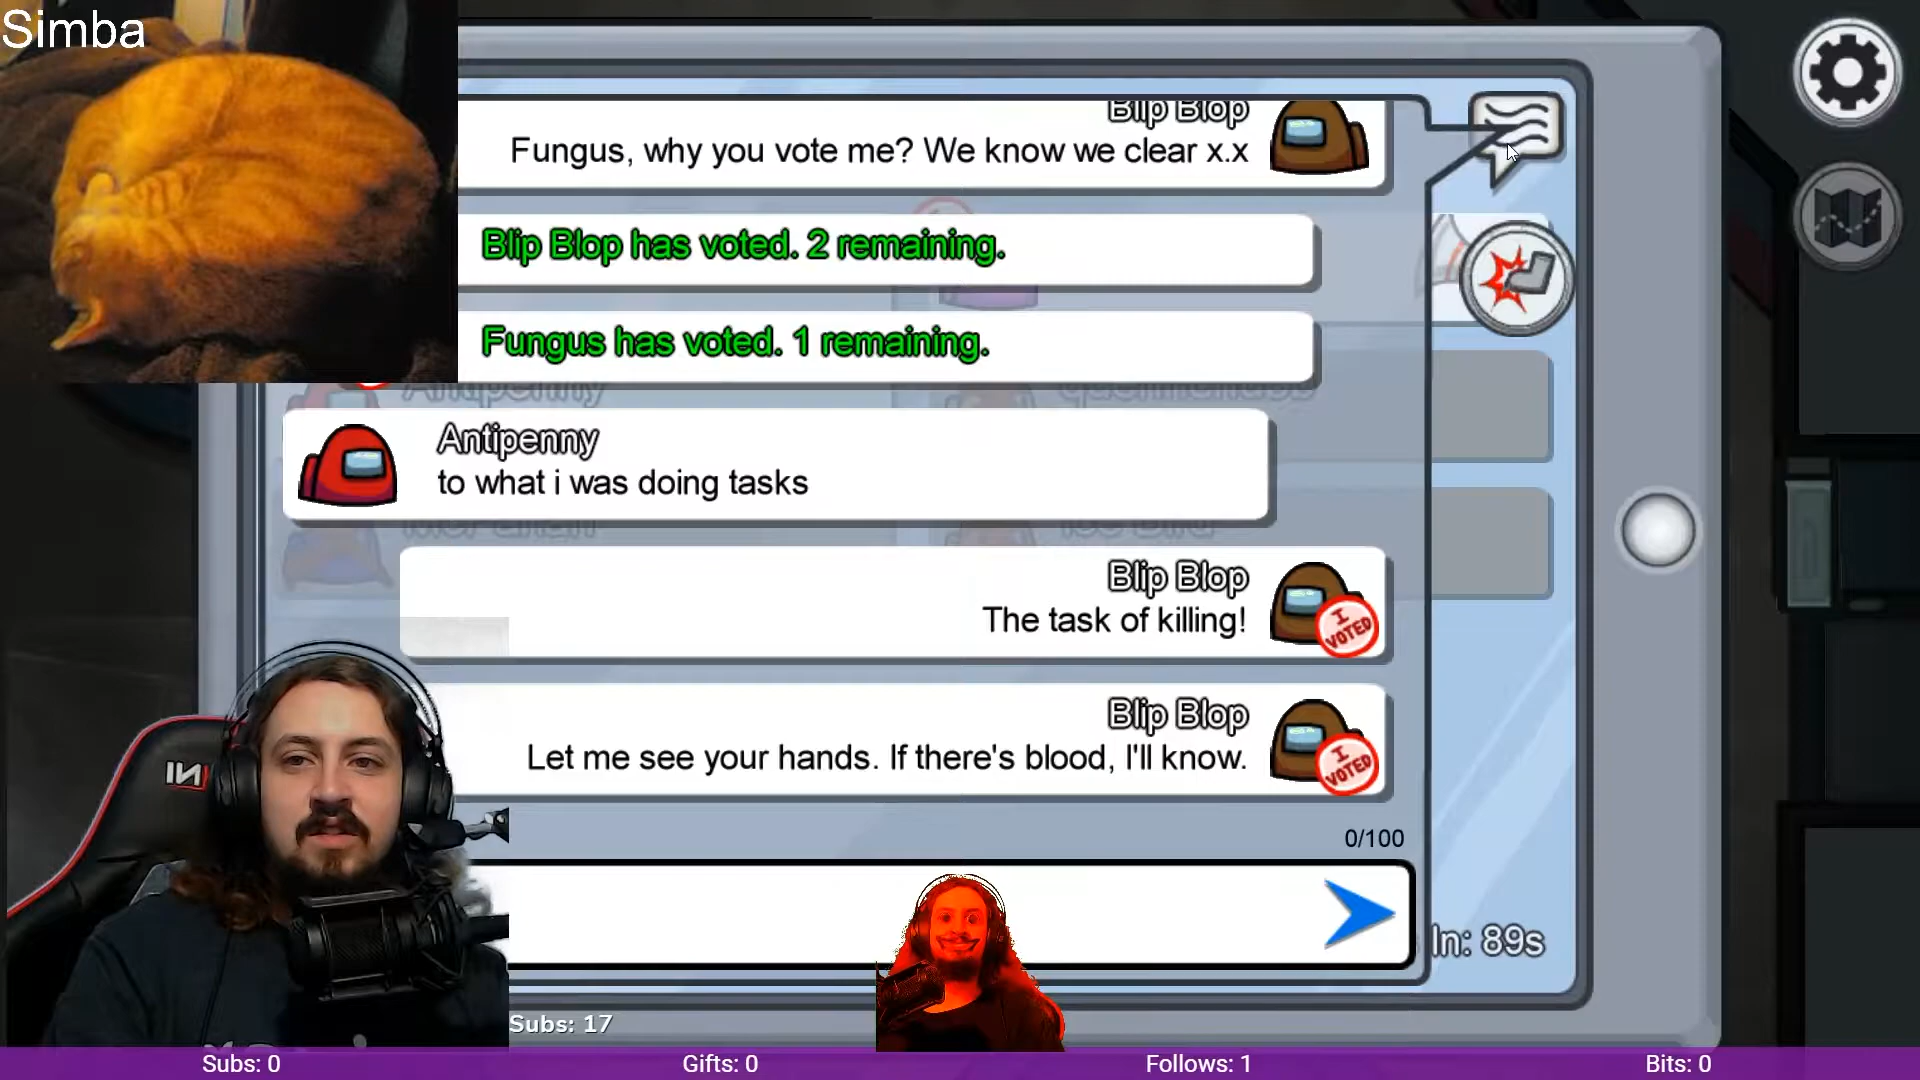 Simba
Blip Blop
Fungus, why you vote me? We know we clear x.x
Blip Blop has voted. 2 remaining.
Fungus has voted. 1 remaining.
Antipenny
Antipenny
to what i was doing tasks
Ice Bird
Blip Blop
The task of killing!
I VOTED
Blip Blop
Let me see your hands. If there's blood, I'll know.
I VOTED
0/100
In: 89s
Subs: 17
Subs: 0
Gifts: 0
Follows: 1
Bits: 0